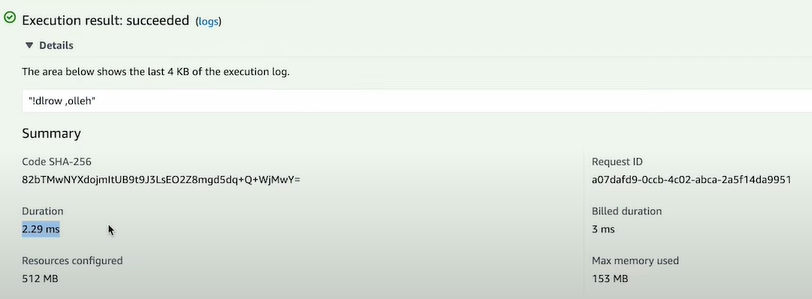 Execution result: succeeded (logs)
▼ Details
The area below shows the last 4 KB of the execution log.
"!dlrow ,olleh"
Summary
Code SHA-256
82bTMwNYXdojmItUB9t9J3LsEO2Z8mgd5dq+Q+WjMwY=
Request ID
a07dafd9-0ccb-4c02-abca-2a5f14da9951
Duration
2.29 ms
Billed duration
3 ms
Resources configured
512 MB
Max memory used
153 MB